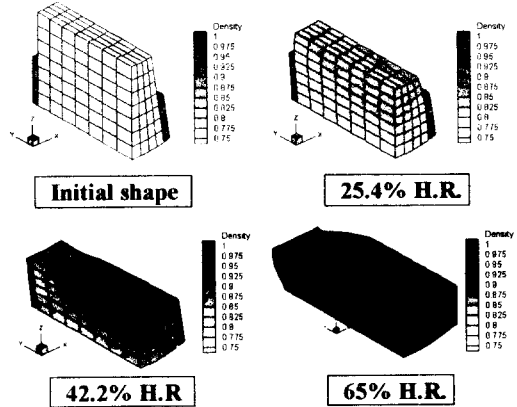 Density
1
0.975
0.95
0.925
0.9
0.875
0.85
0.825
0.8
0.775
0.75
Z
Y
X
Initial shape
Density
1
0.975
0.95
0.925
0.9
0.875
0.85
0.825
0.8
0.775
0.75
Z
Y
X
25.4% H.R.
Density
1
0.975
0.95
0.925
0.9
0.875
0.85
0.825
0.8
0.775
0.75
Z
Y
X
42.2% H.R
Density
1
0.975
0.95
0.925
0.9
0.875
0.85
0.825
0.8
0.775
0.75
65% H.R.